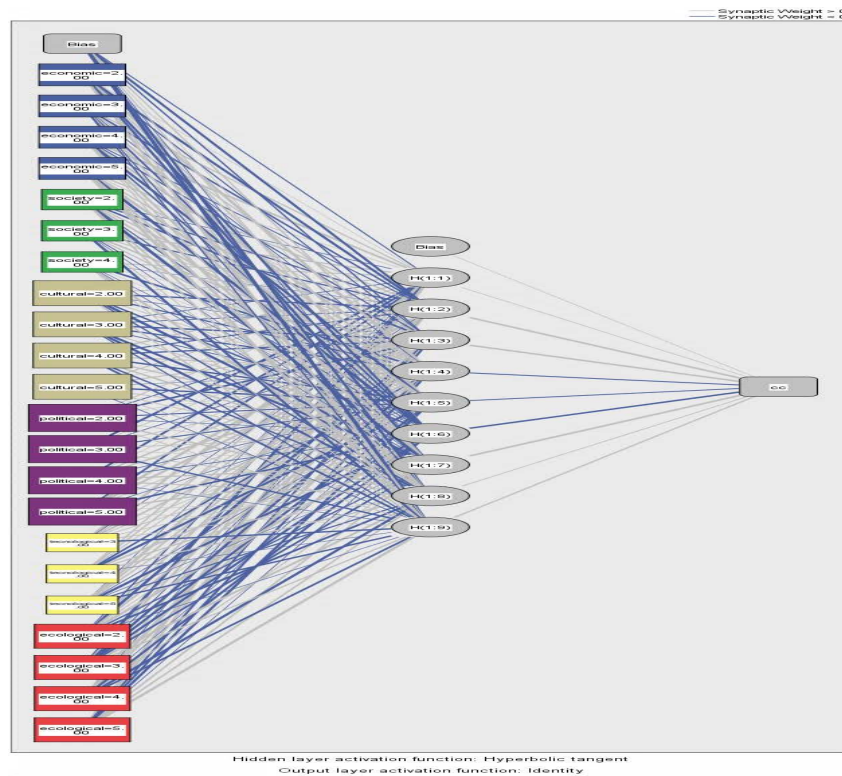 Synaptic Weight > 0
Synaptic Weight < 0
Bias
economic=2.
00
economic=3.
00
economic=4.
00
economic=5.
00
society=2.
00
society=3.
00
society=4.
00
cultural=2.00
cultural=3.00
cultural=4.00
cultural=5.00
political=2.00
political=3.00
political=4.00
political=5.00
ecological=2.
00
ecological=3.
00
ecological=4.
00
ecological=5.
00
Bias
H(1:1)
H(1:2)
H(1:3)
H(1:4)
H(1:5)
H(1:6)
H(1:7)
H(1:8)
H(1:9)
cc
Hidden layer activation function: Hyperbolic tangent
Output layer activation function: Identity